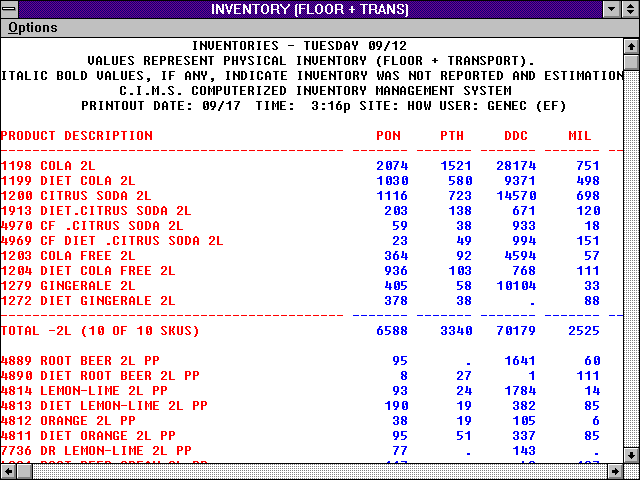 INVENTORY (FLOOR + TRANS)
Options
INVENTORIES - TUESDAY 09/12
VALUES REPRESENT PHYSICAL INVENTORY (FLOOR + TRANSPORT).
ITALIC BOLD VALUES, IF ANY, INDICATE INVENTORY WAS NOT REPORTED AND ESTIMATION
C.I.M.S. COMPUTERIZED INVENTORY MANAGEMENT SYSTEM
PRINTOUT DATE: 09/17 TIME: 3:16p SITE: HOW USER: GENEC (EF)
PRODUCT DESCRIPTION PON PTH DDC MIL
1198 COLA 2L 2074 1521 28174 751
1199 DIET COLA 2L 1030 580 9371 498
1200 CITRUS SODA 2L 1116 723 14570 698
1913 DIET.CITRUS SODA 2L 203 138 671 120
4970 CF .CITRUS SODA 2L 59 38 933 18
4969 CF DIET .CITRUS SODA 2L 23 49 994 151
1203 COLA FREE 2L 364 92 4594 57
1204 DIET COLA FREE 2L 936 103 768 111
1279 GINGERALE 2L 405 58 10104 33
1272 DIET GINGERALE 2L 378 38 . 88
TOTAL -2L (10 OF 10 SKUS) 6588 3340 70179 2525
4889 ROOT BEER 2L PP 95 . 1641 60
4890 DIET ROOT BEER 2L PP 8 27 1 111
4814 LEMON-LIME 2L PP 93 24 1784 14
4813 DIET LEMON-LIME 2L PP 190 19 382 85
4812 ORANGE 2L PP 38 19 105 6
4811 DIET ORANGE 2L PP 95 51 337 85
7736 DR LEMON-LIME 2L PP 77 . 143 .